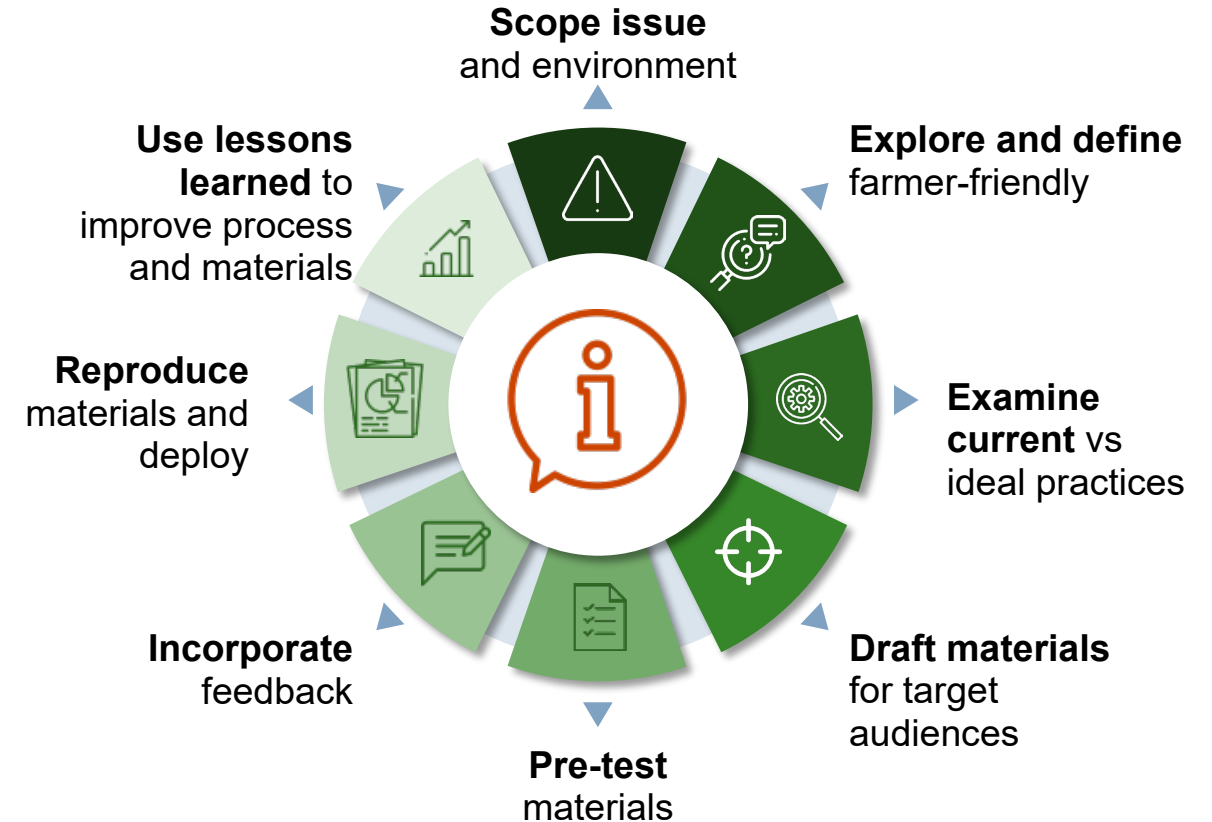 Scope issue
and environment
Explore and define
farmer-friendly
Examine
current vs
ideal practices
Draft materials
for target
audiences
Pre-test
materials
Incorporate
feedback
Reproduce
materials and
deploy
Use lessons
learned to
improve process
and materials